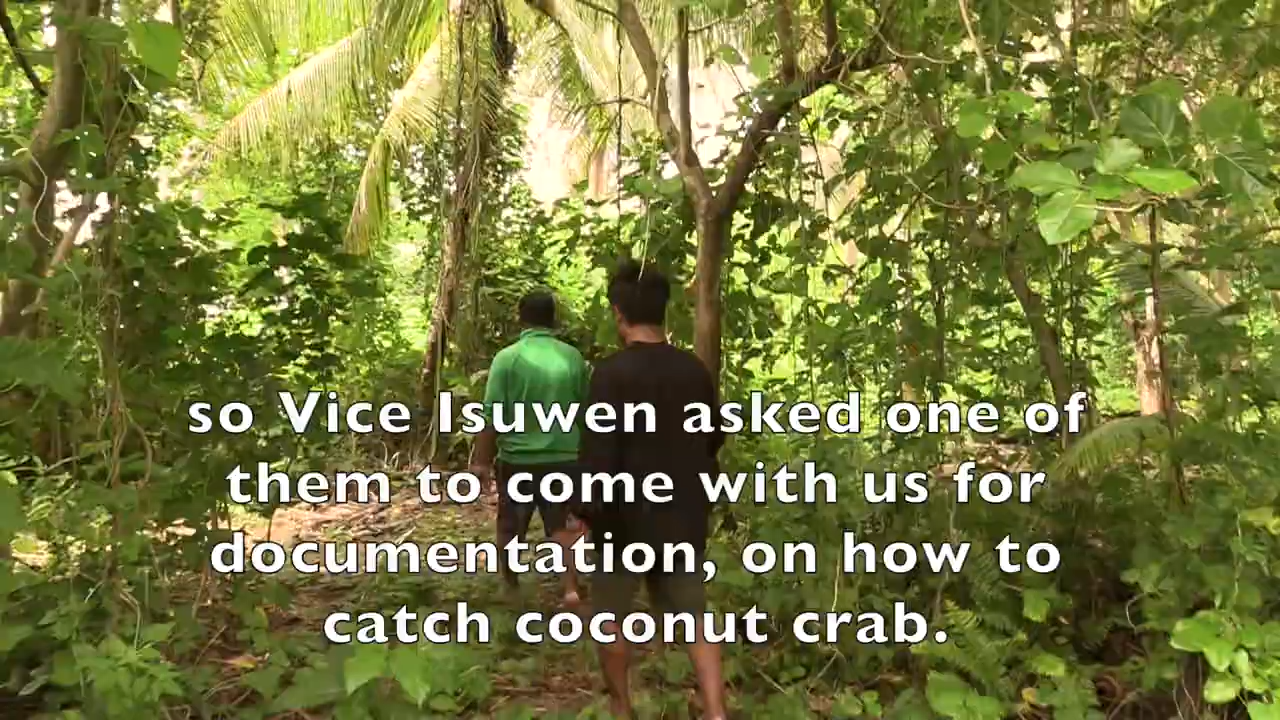 so Vice Isuwen asked one of
them to come with us for
documentation, on how to
catch coconut crab.